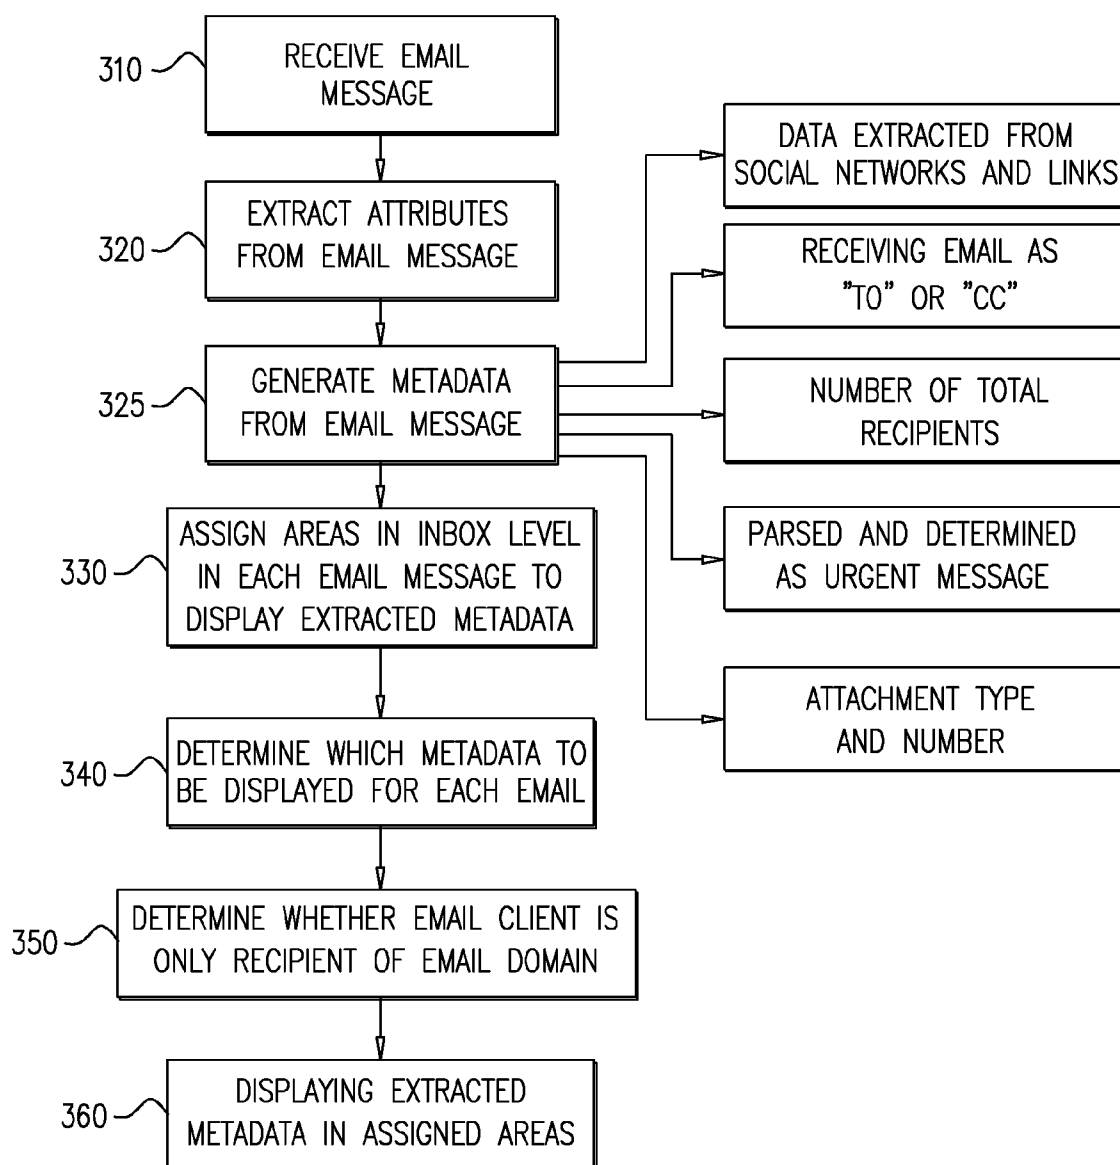 310
RECEIVE EMAIL
MESSAGE
320
EXTRACT ATTRIBUTES
FROM EMAIL MESSAGE
325
GENERATE METADATA
FROM EMAIL MESSAGE
DATA EXTRACTED FROM
SOCIAL NETWORKS AND LINKS
RECEIVING EMAIL AS
"TO" OR "CC"
NUMBER OF TOTAL
RECIPIENTS
PARSED AND DETERMINED
AS URGENT MESSAGE
ATTACHMENT TYPE
AND NUMBER
330
ASSIGN AREAS IN INBOX LEVEL
IN EACH EMAIL MESSAGE TO
DISPLAY EXTRACTED METADATA
340
DETERMINE WHICH METADATA TO
BE DISPLAYED FOR EACH EMAIL
350
DETERMINE WHETHER EMAIL CLIENT IS
ONLY RECIPIENT OF EMAIL DOMAIN
360
DISPLAYING EXTRACTED
METADATA IN ASSIGNED AREAS